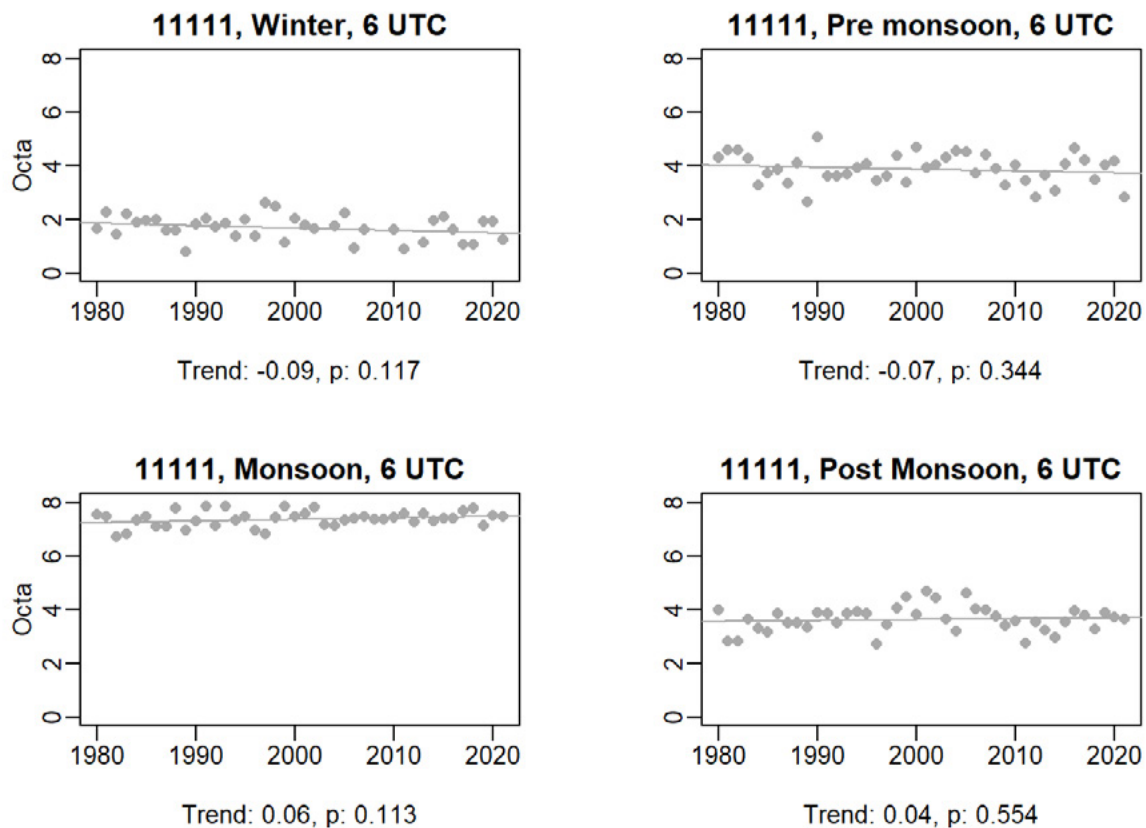 11111, Winter, 6 UTC
Octa
8
6
4
2
0
1980 1990 2000 2010 2020
Trend: -0.09, p: 0.117
11111, Pre monsoon, 6 UTC
8
6
4
2
0
1980 1990 2000 2010 2020
Trend: -0.07, p: 0.344
11111, Monsoon, 6 UTC
Octa
8
6
4
2
0
1980 1990 2000 2010 2020
Trend: 0.06, p: 0.113
11111, Post Monsoon, 6 UTC
8
6
4
2
0
1980 1990 2000 2010 2020
Trend: 0.04, p: 0.554